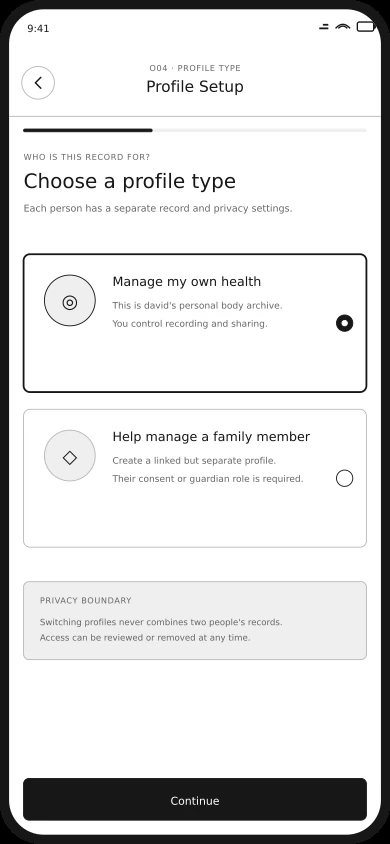 9:41
O04 · PROFILE TYPE
Profile Setup
WHO IS THIS RECORD FOR?
Choose a profile type
Each person has a separate record and privacy settings.
Manage my own health
This is david's personal body archive.
You control recording and sharing.
Help manage a family member
Create a linked but separate profile.
Their consent or guardian role is required.
PRIVACY BOUNDARY
Switching profiles never combines two people's records.
Access can be reviewed or removed at any time.
Continue